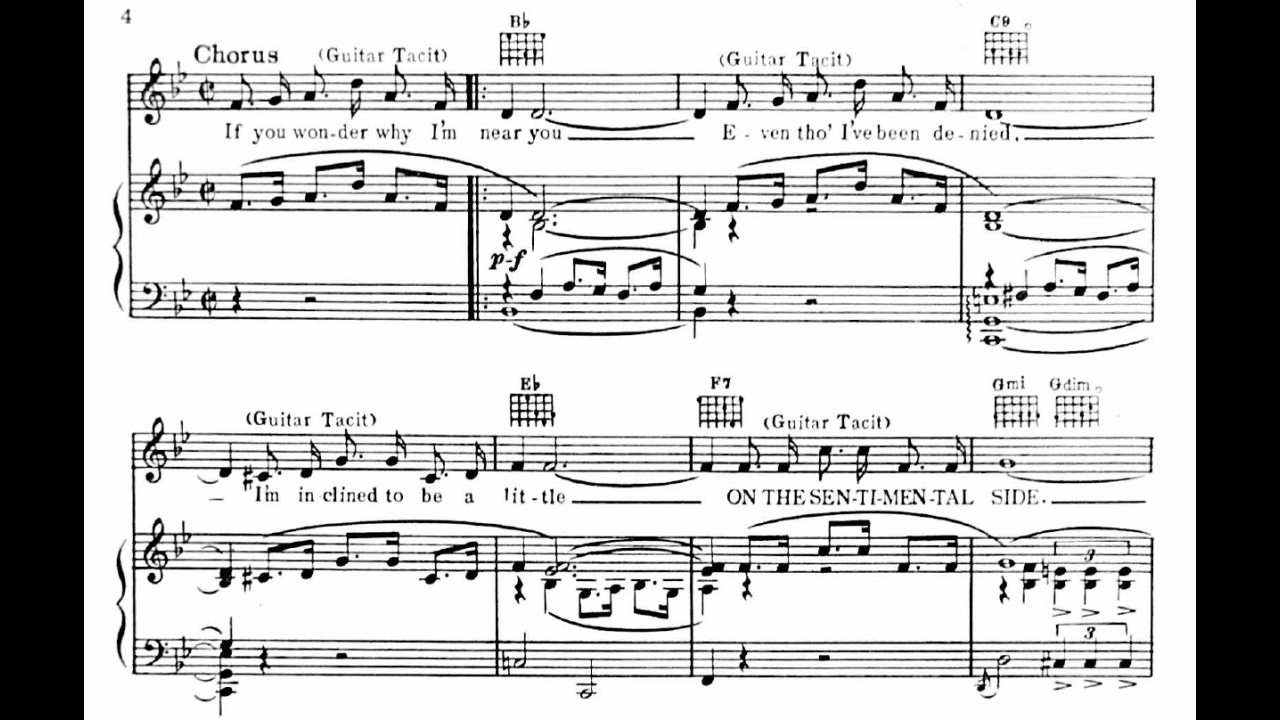 4
B♭ C9
Chorus (Guitar Tacit) (Guitar Tacit)
If you won-der why I'm near you E - ven tho' I've been de-nied,
p-f
E♭ F7 Gmi Gdim
(Guitar Tacit) (Guitar Tacit)
I'm in-clined to be a lit-tle ON THE SEN-TI-MEN-TAL SIDE.
3
3